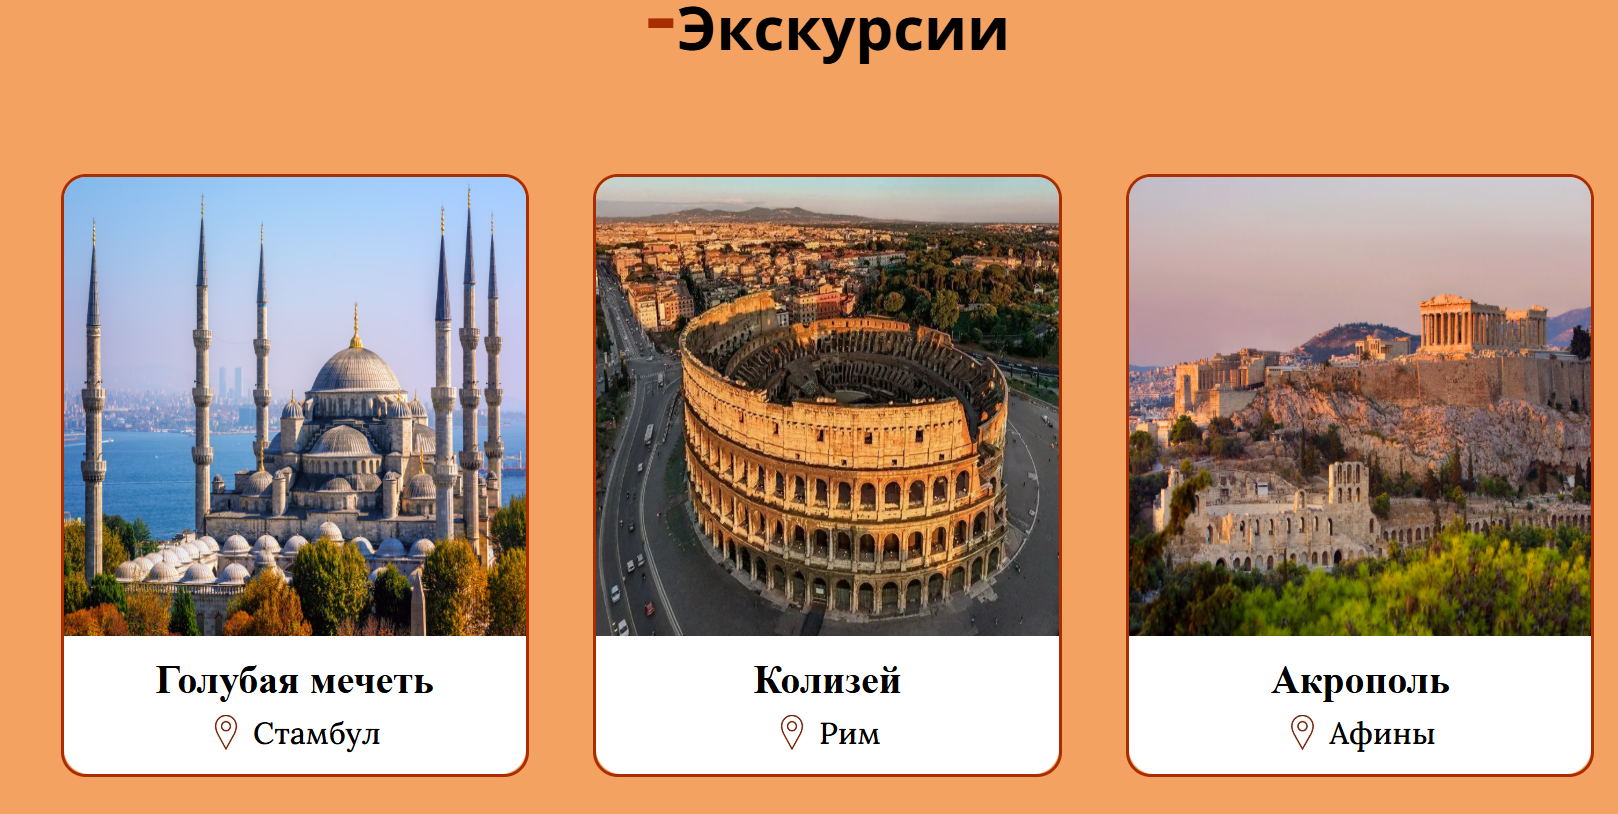 -Экскурсии
Голубая мечеть
Стамбул
Колизей
Рим
Акрополь
Афины